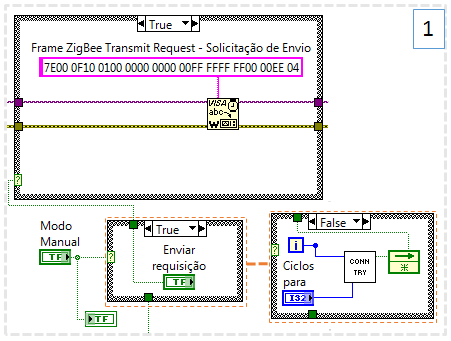 True
1
Frame ZigBee Transmit Request - Solicitação de Envio
7E00 0F10 0100 0000 0000 00FF FFFF FF00 00EE 04
VISA
abc
W
?
Modo
Manual
TF
True
?
Enviar
requisição
TF
TF
False
?
i
Ciclos
para
I32
CONN
TRY